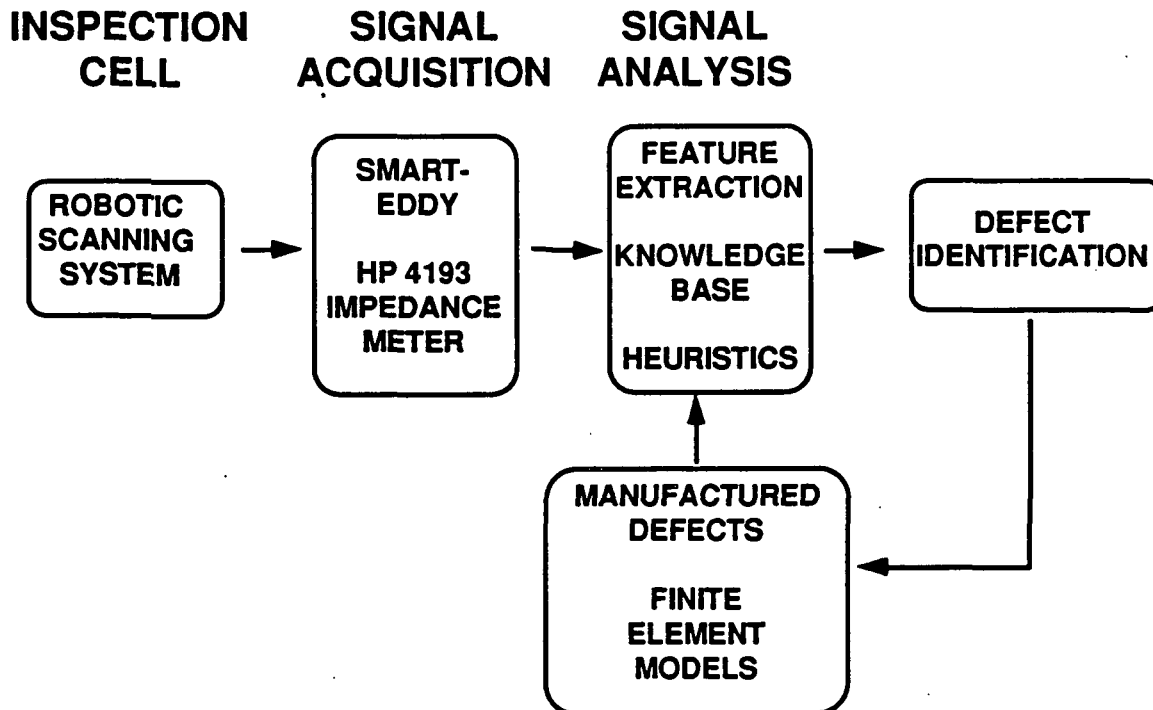 INSPECTION
CELL
SIGNAL
ACQUISITION
SIGNAL
ANALYSIS
ROBOTIC
SCANNING
SYSTEM
SMART-
EDDY
HP 4193
IMPEDANCE
METER
FEATURE
EXTRACTION
KNOWLEDGE
BASE
HEURISTICS
DEFECT
IDENTIFICATION
MANUFACTURED
DEFECTS
FINITE
ELEMENT
MODELS